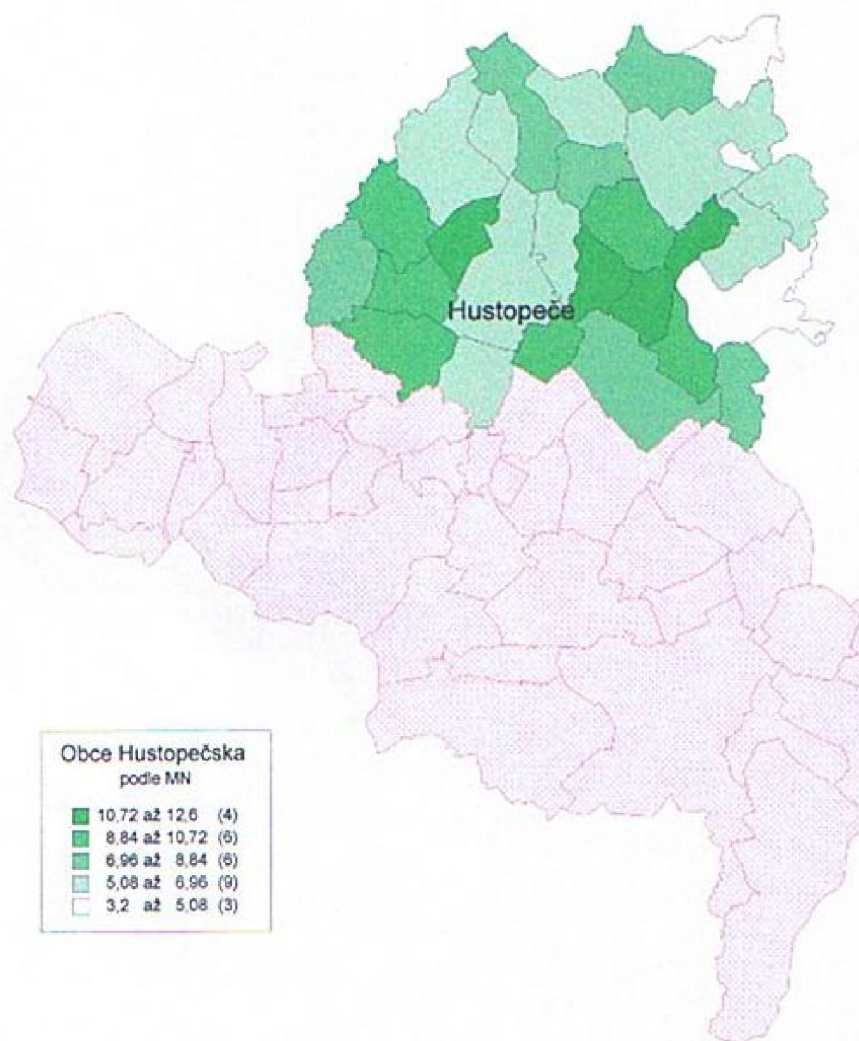 Hustopeče
Obce Hustopečska
podle MN
10,72 až 12,6 (4)
8,84 až 10,72 (6)
6,96 až 8,84 (6)
5,08 až 6,96 (9)
3,2 až 5,08 (3)